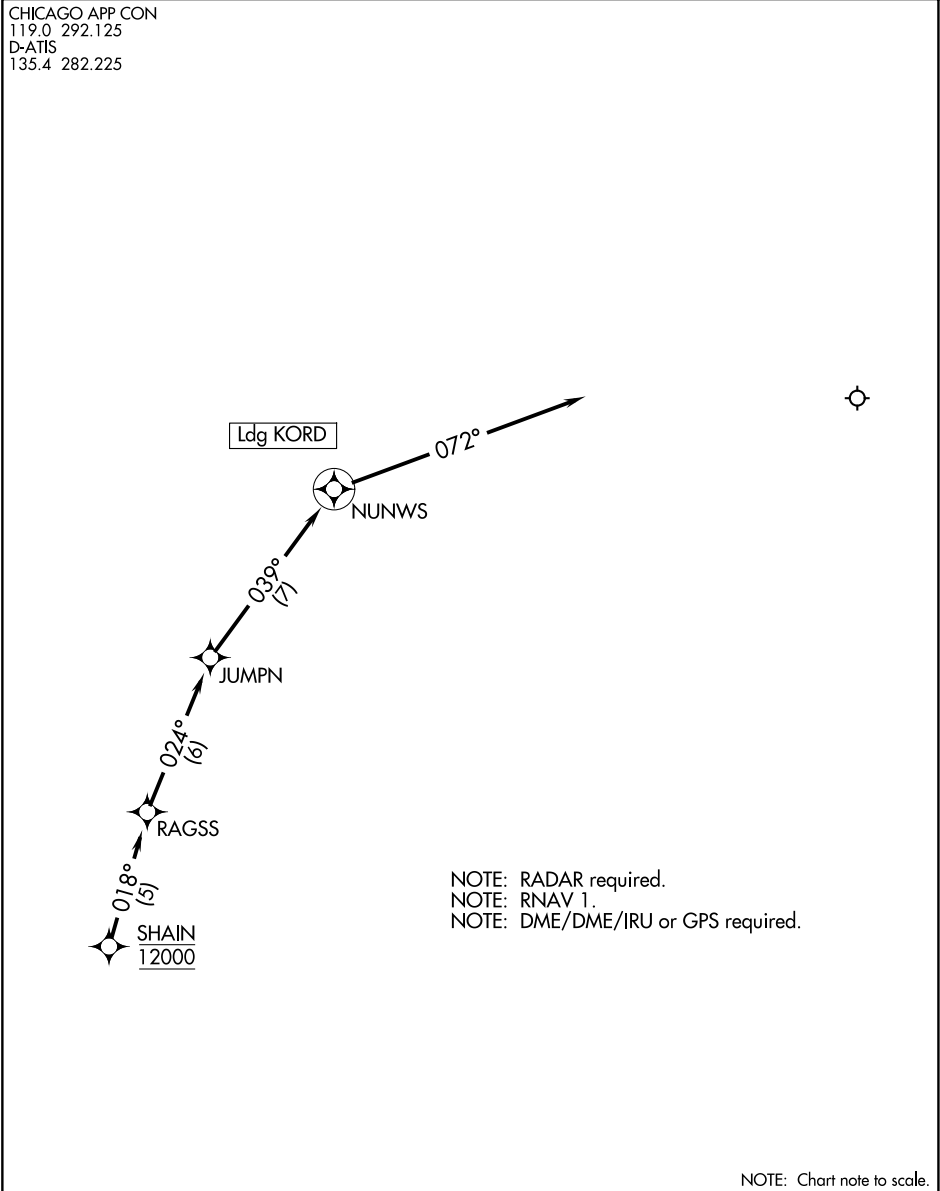 CHICAGO APP CON
119.0 292.125
D-ATIS
135.4 282.225
Ldg KORD
072°
NUNWS
039°
(7)
JUMPN
024°
(6)
RAGSS
018°
(5)
SHAIN
12000
NOTE: RADAR required.
NOTE: RNAV 1.
NOTE: DME/DME/IRU or GPS required.
NOTE: Chart note to scale.